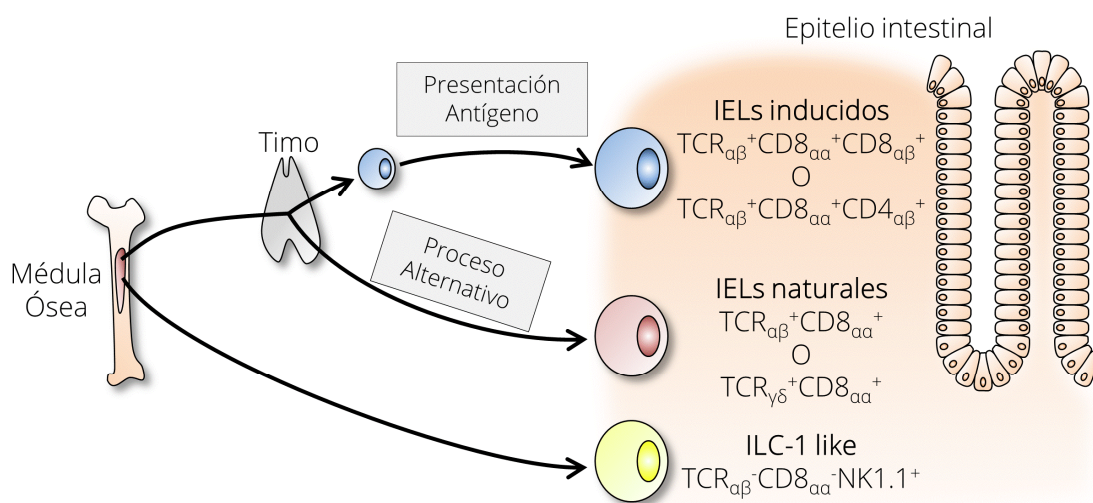 Epitelio intestinal
Presentación
Antígeno
Timo
IELs inducidos
TCRαβ⁺CD8αα⁺CD8αβ⁺
O
TCRαβ⁺CD8αα⁺CD4αβ⁺
Médula
Ósea
Proceso
Alternativo
IELs naturales
TCRαβ⁺CD8αα⁺
O
TCRγδ⁺CD8αα⁺
ILC-1 like
TCRαβ⁻CD8αα⁻NK1.1⁺